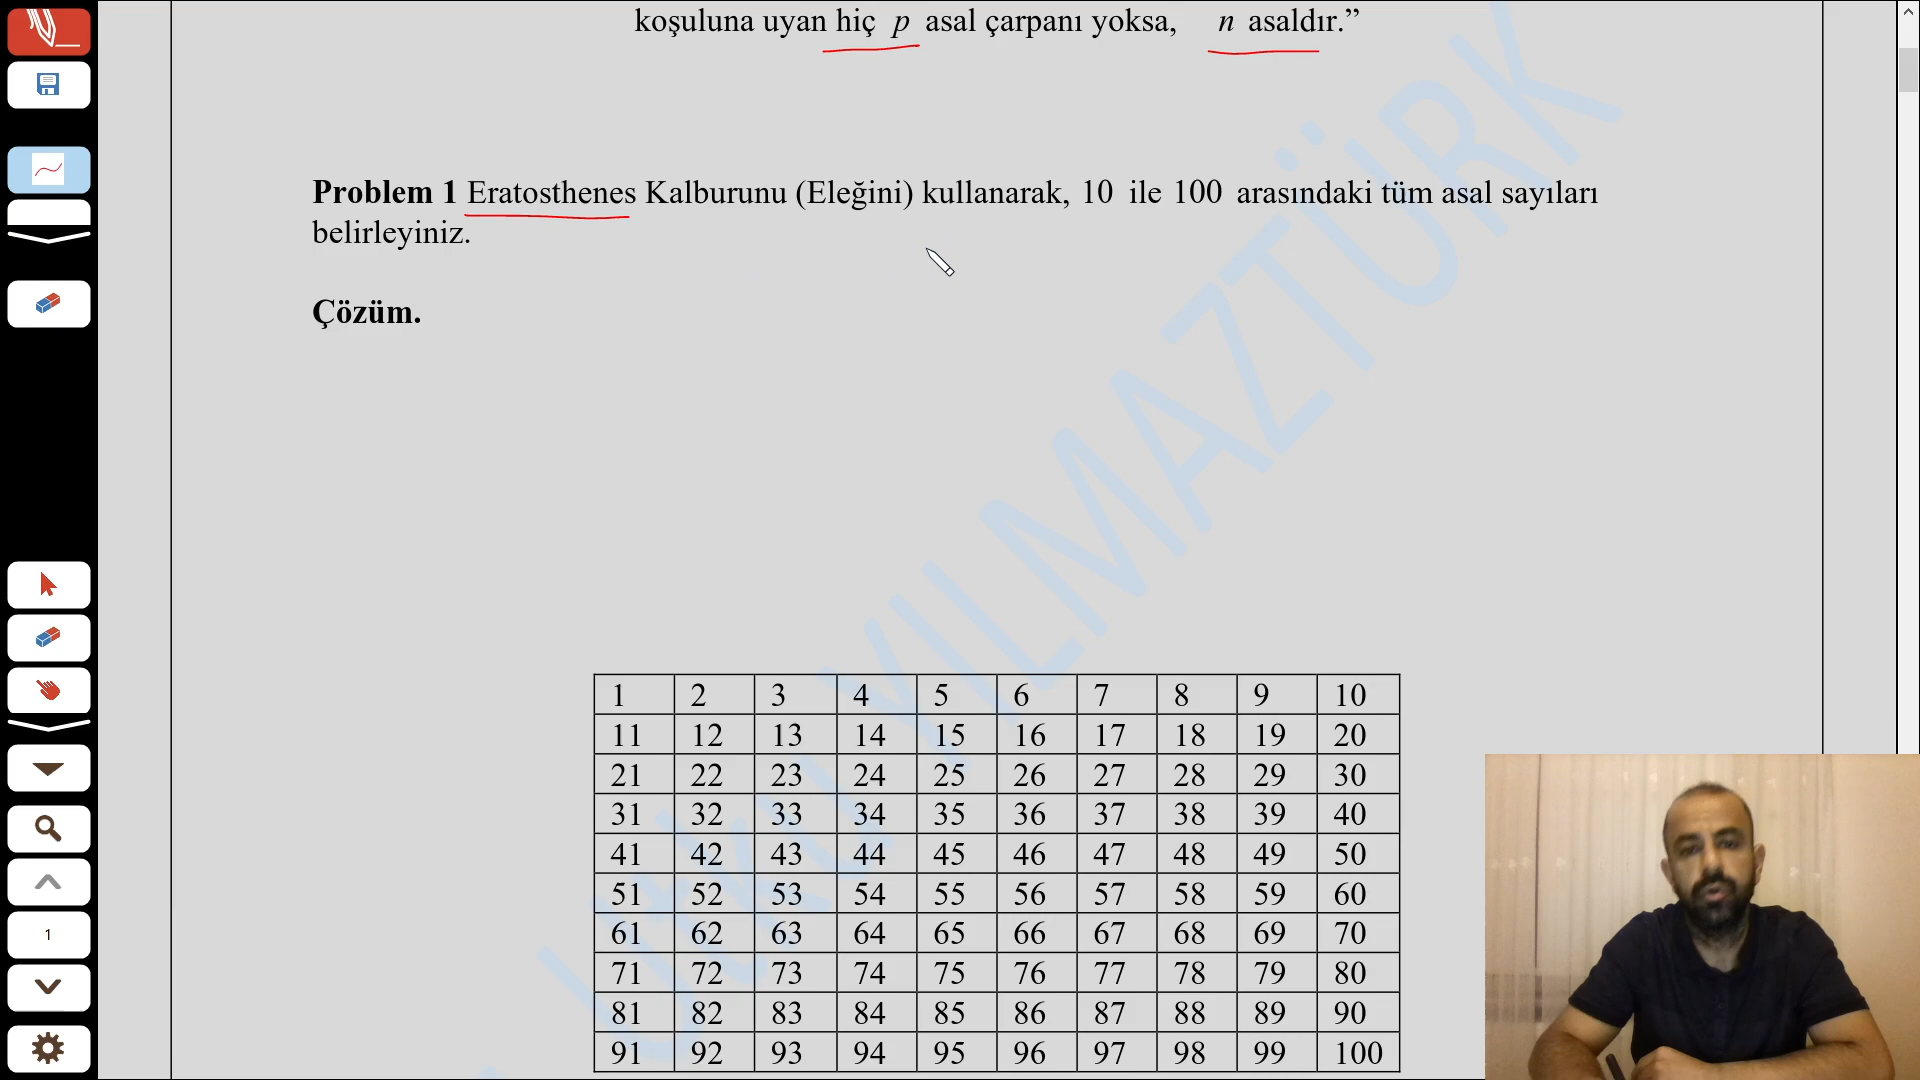 koşuluna uyan hiç p asal çarpanı yoksa, n asaldır.”
Problem 1 Eratosthenes Kalburunu (Eleğini) kullanarak, 10 ile 100 arasındaki tüm asal sayıları
belirleyiniz.
Çözüm.
1 2 3 4 5 6 7 8 9 10
11 12 13 14 15 16 17 18 19 20
21 22 23 24 25 26 27 28 29 30
31 32 33 34 35 36 37 38 39 40
41 42 43 44 45 46 47 48 49 50
51 52 53 54 55 56 57 58 59 60
61 62 63 64 65 66 67 68 69 70
71 72 73 74 75 76 77 78 79 80
81 82 83 84 85 86 87 88 89 90
91 92 93 94 95 96 97 98 99 100
YILMAZTÜRK
1